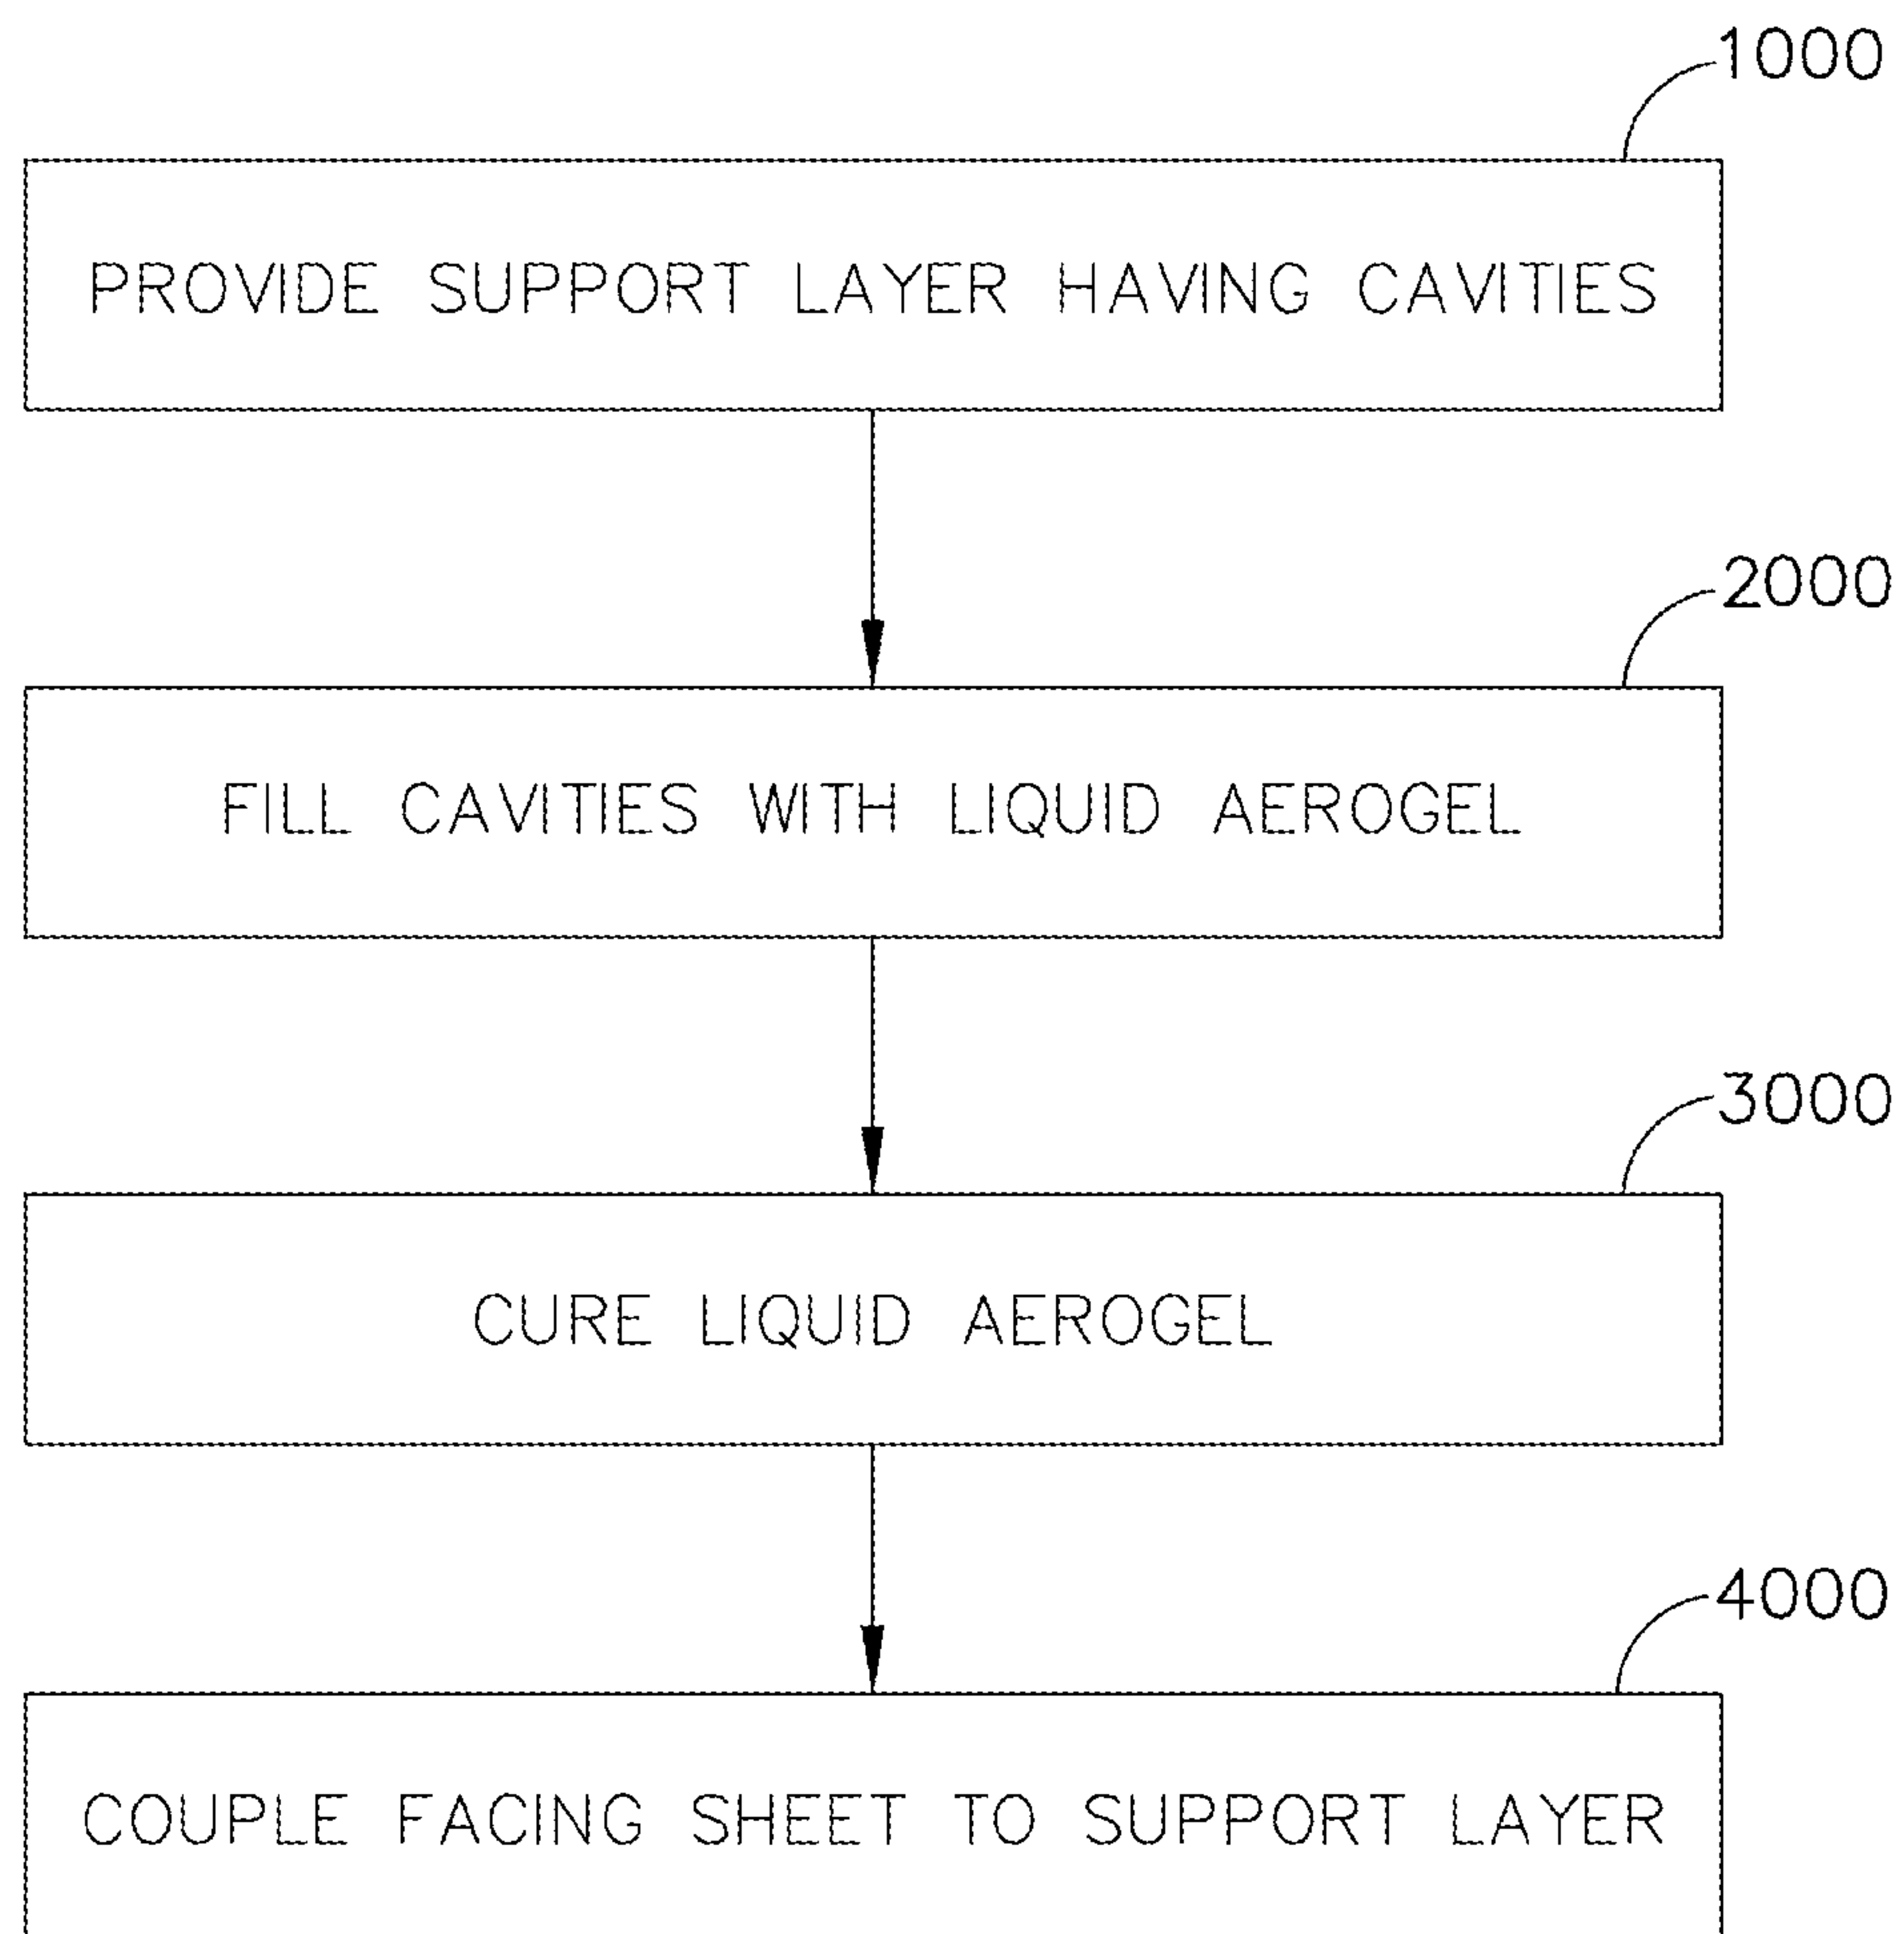 1000
PROVIDE SUPPORT LAYER HAVING CAVITIES
2000
FILL CAVITIES WITH LIQUID AEROGEL
3000
CURE LIQUID AEROGEL
4000
COUPLE FACING SHEET TO SUPPORT LAYER